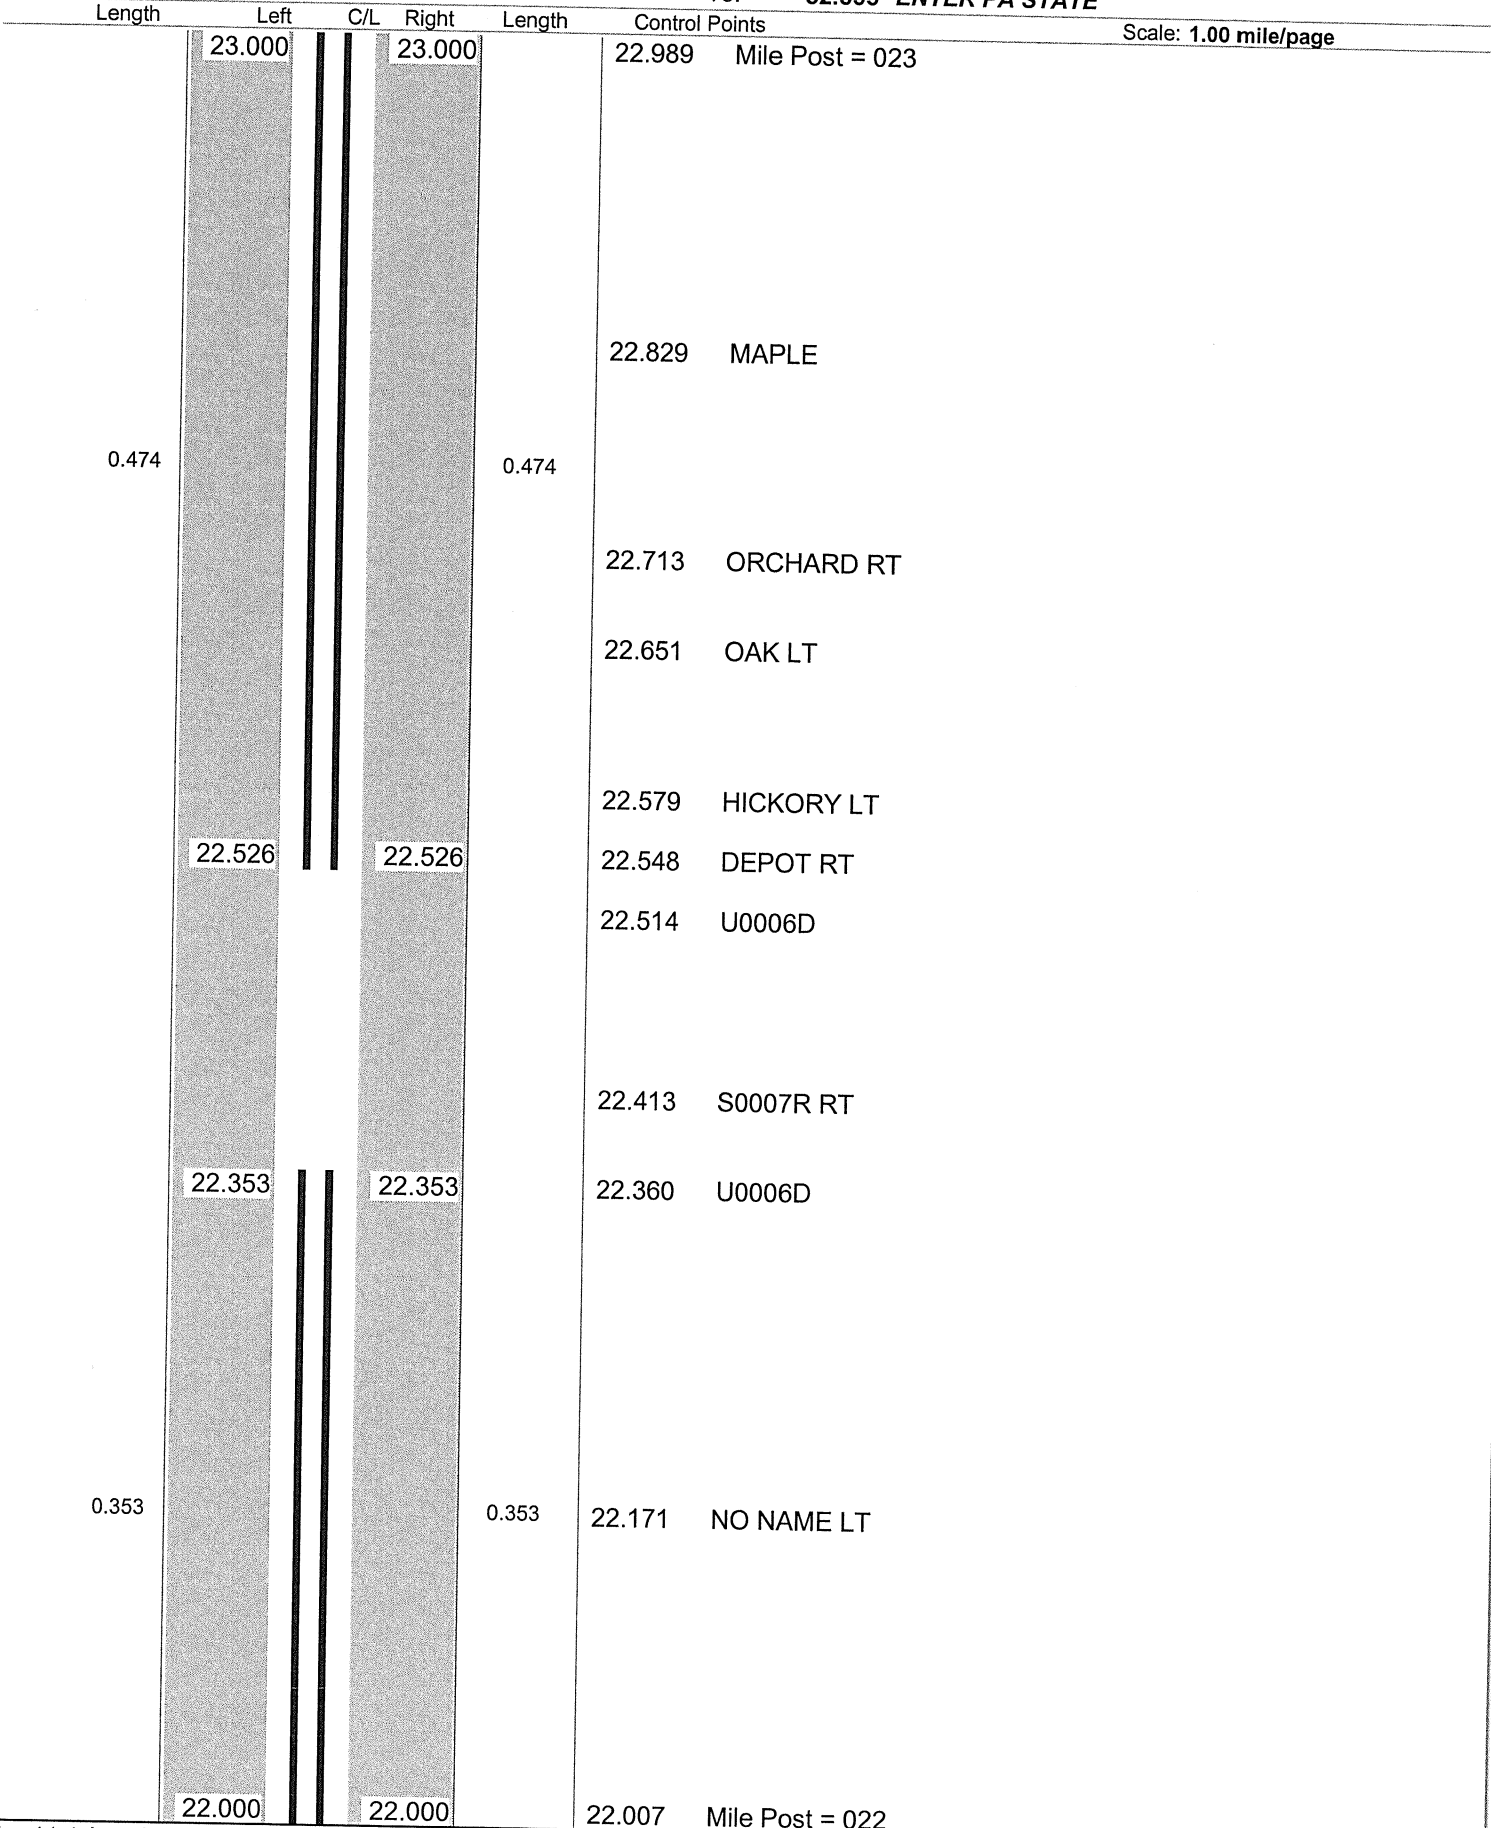 ENTER PA STATE
Length Left C/L Right Length Control Points Scale: 1.00 mile/page
23.000 23.000 22.989 Mile Post = 023
22.829 MAPLE
0.474 0.474
22.713 ORCHARD RT
22.651 OAK LT
22.579 HICKORY LT
22.526 22.526 22.548 DEPOT RT
22.514 U0006D
22.413 S0007R RT
22.353 22.353 22.360 U0006D
0.353 0.353 22.171 NO NAME LT
22.000 22.000 22.007 Mile Post = 022